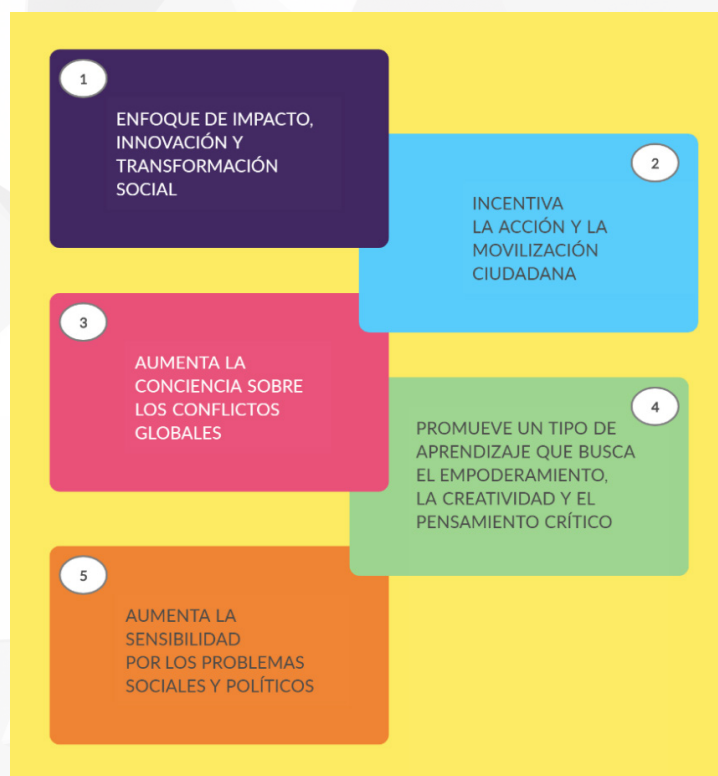 1
ENFOQUE DE IMPACTO,
INNOVACIÓN Y
TRANSFORMACIÓN
SOCIAL
2
INCENTIVA
LA ACCIÓN Y LA
MOVILIZACIÓN
CIUDADANA
3
AUMENTA LA
CONCIENCIA SOBRE
LOS CONFLICTOS
GLOBALES
4
PROMUEVE UN TIPO DE
APRENDIZAJE QUE BUSCA
EL EMPODERAMIENTO,
LA CREATIVIDAD Y EL
PENSAMIENTO CRÍTICO
5
AUMENTA LA
SENSIBILIDAD
POR LOS PROBLEMAS
SOCIALES Y POLÍTICOS